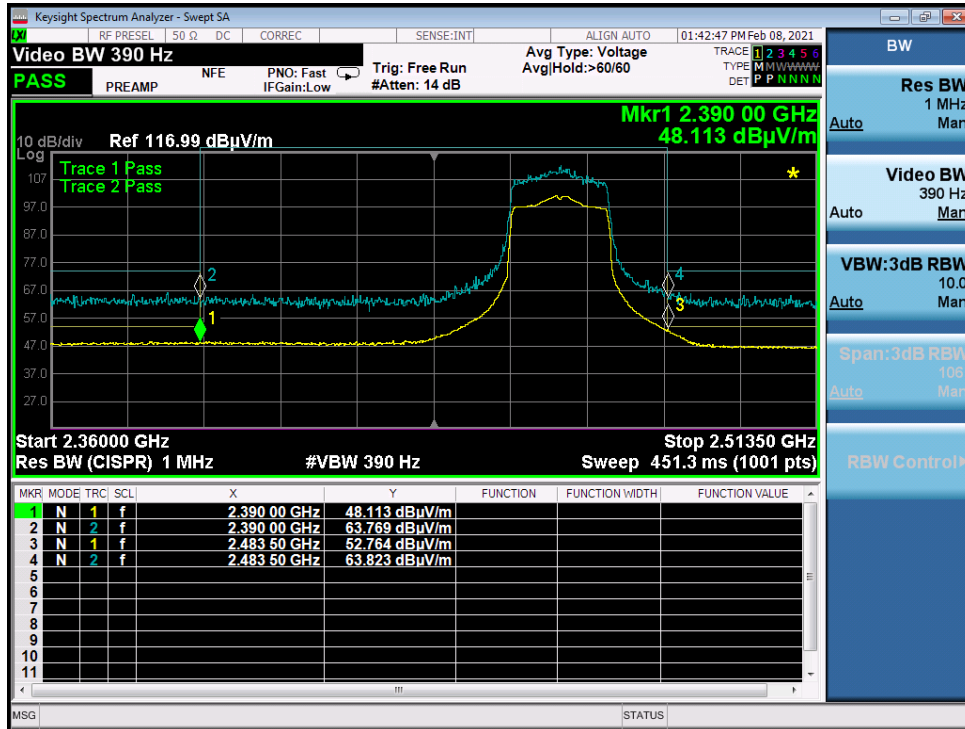 Keysight Spectrum Analyzer - Swept SA
LXI RF PRESEL 50 Ω DC CORREC SENSE:INT ALIGN AUTO 01:42:47 PM Feb 08, 2021
Video BW 390 Hz
PASS
PREAMP
NFE
PNO: Fast
IFGain:Low
Trig: Free Run
#Atten: 14 dB
Avg Type: Voltage
Avg|Hold:>60/60
TRACE 1 2 3 4 5 6
TYPE M M W W W W
DET P P N N N N
Mkr1 2.390 00 GHz
48.113 dBµV/m
10 dB/div Ref 116.99 dBµV/m
Log
Trace 1 Pass
Trace 2 Pass
*
107
97.0
87.0
77.0
67.0
57.0
47.0
37.0
27.0
2
1
4
3
Start 2.36000 GHz Stop 2.51350 GHz
Res BW (CISPR) 1 MHz #VBW 390 Hz Sweep 451.3 ms (1001 pts)
MKR MODE TRC SCL X Y FUNCTION FUNCTION WIDTH FUNCTION VALUE
1 N 1 f 2.390 00 GHz 48.113 dBµV/m
2 N 2 f 2.390 00 GHz 63.769 dBµV/m
3 N 1 f 2.483 50 GHz 52.764 dBµV/m
4 N 2 f 2.483 50 GHz 63.823 dBµV/m
5
6
7
8
9
10
11
MSG STATUS
BW
Res BW
1 MHz
Auto Man
Video BW
390 Hz
Auto Man
VBW:3dB RBW
10.0
Auto Man
Span:3dB RBW
106
Auto Man
RBW Control